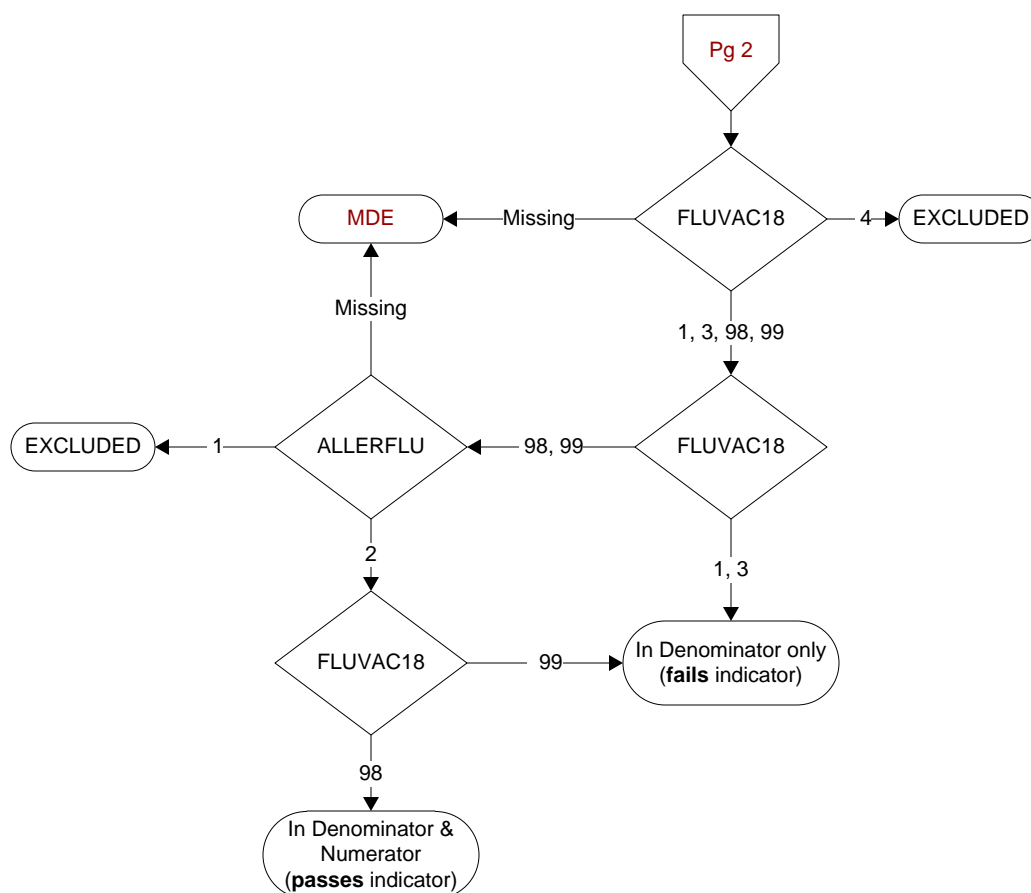 Pg 2
MDE
Missing
FLUVAC18
4
EXCLUDED
Missing
1, 3, 98, 99
EXCLUDED
1
ALLERFLU
98, 99
FLUVAC18
2
1, 3
FLUVAC18
99
In Denominator only
(fails indicator)
98
In Denominator &
Numerator
(passes indicator)